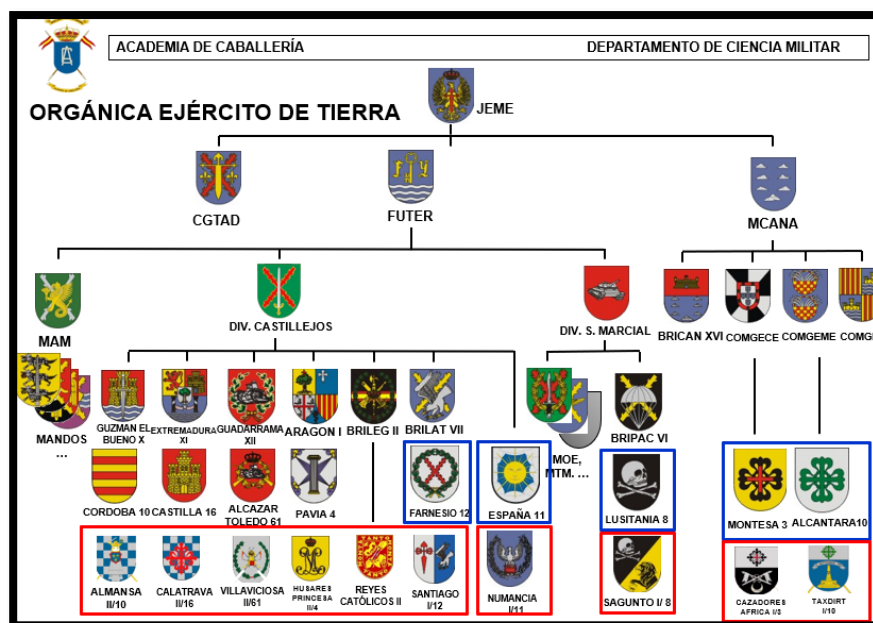 ACADEMIA DE CABALLERÍA
DEPARTAMENTO DE CIENCIA MILITAR
ORGÁNICA EJÉRCITO DE TIERRA
JEME
CGTAD
FUTER
MCANA
MAM
DIV. CASTILLEJOS
DIV. S. MARCIAL
BRICAN XVI
COMGECE
COMGEME
COMG
MANDOS
...
GUZMAN EL
BUENO X
EXTREMADURA
XI
GUADARRAMA
XII
ARAGON I
BRILEG II
BRILAT VII
MOE,
MTM. ...
BRIPAC VI
CORDOBA 10
CASTILLA 16
ALCAZAR
TOLEDO 61
PAVIA 4
FARNESIO 12
ESPAÑA 11
LUSITANIA 8
MONTESA 3
ALCANTARA10
ALMANSA
II/10
CALATRAVA
II/16
VILLAVICIOSA
II/61
HUSARES
PRINCESA
II/4
REYES
CATÒLICOS II
SANTIAGO
I/12
NUMANCIA
I/11
SAGUNTO I/ 8
CAZADORES
AFRICA I/3
TAXDIRT
I/10